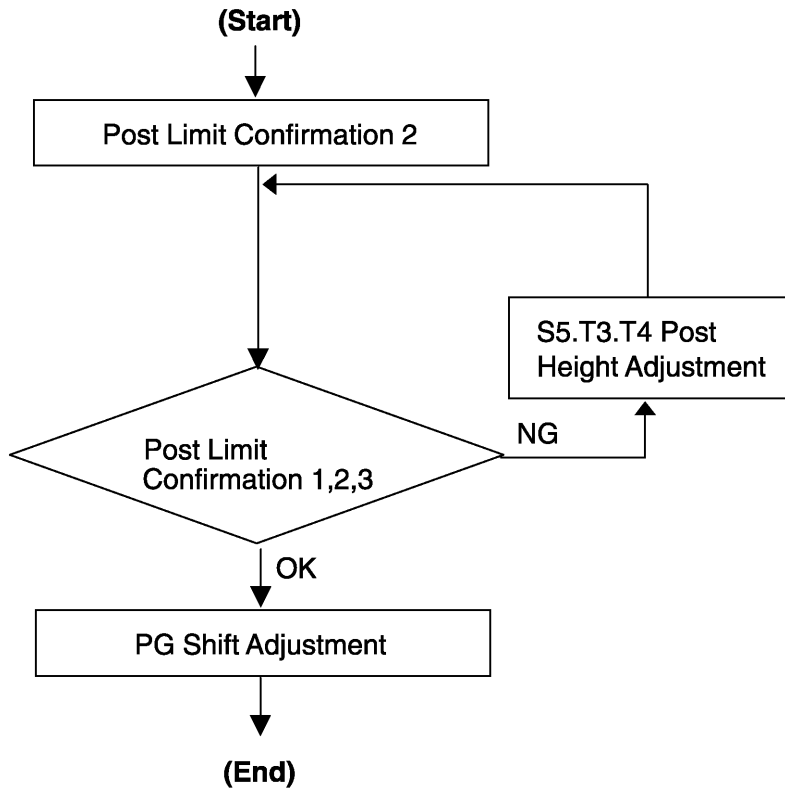 (Start)
Post Limit Confirmation 2
S5.T3.T4 Post
Height Adjustment
Post Limit
Confirmation 1,2,3
NG
OK
PG Shift Adjustment
(End)